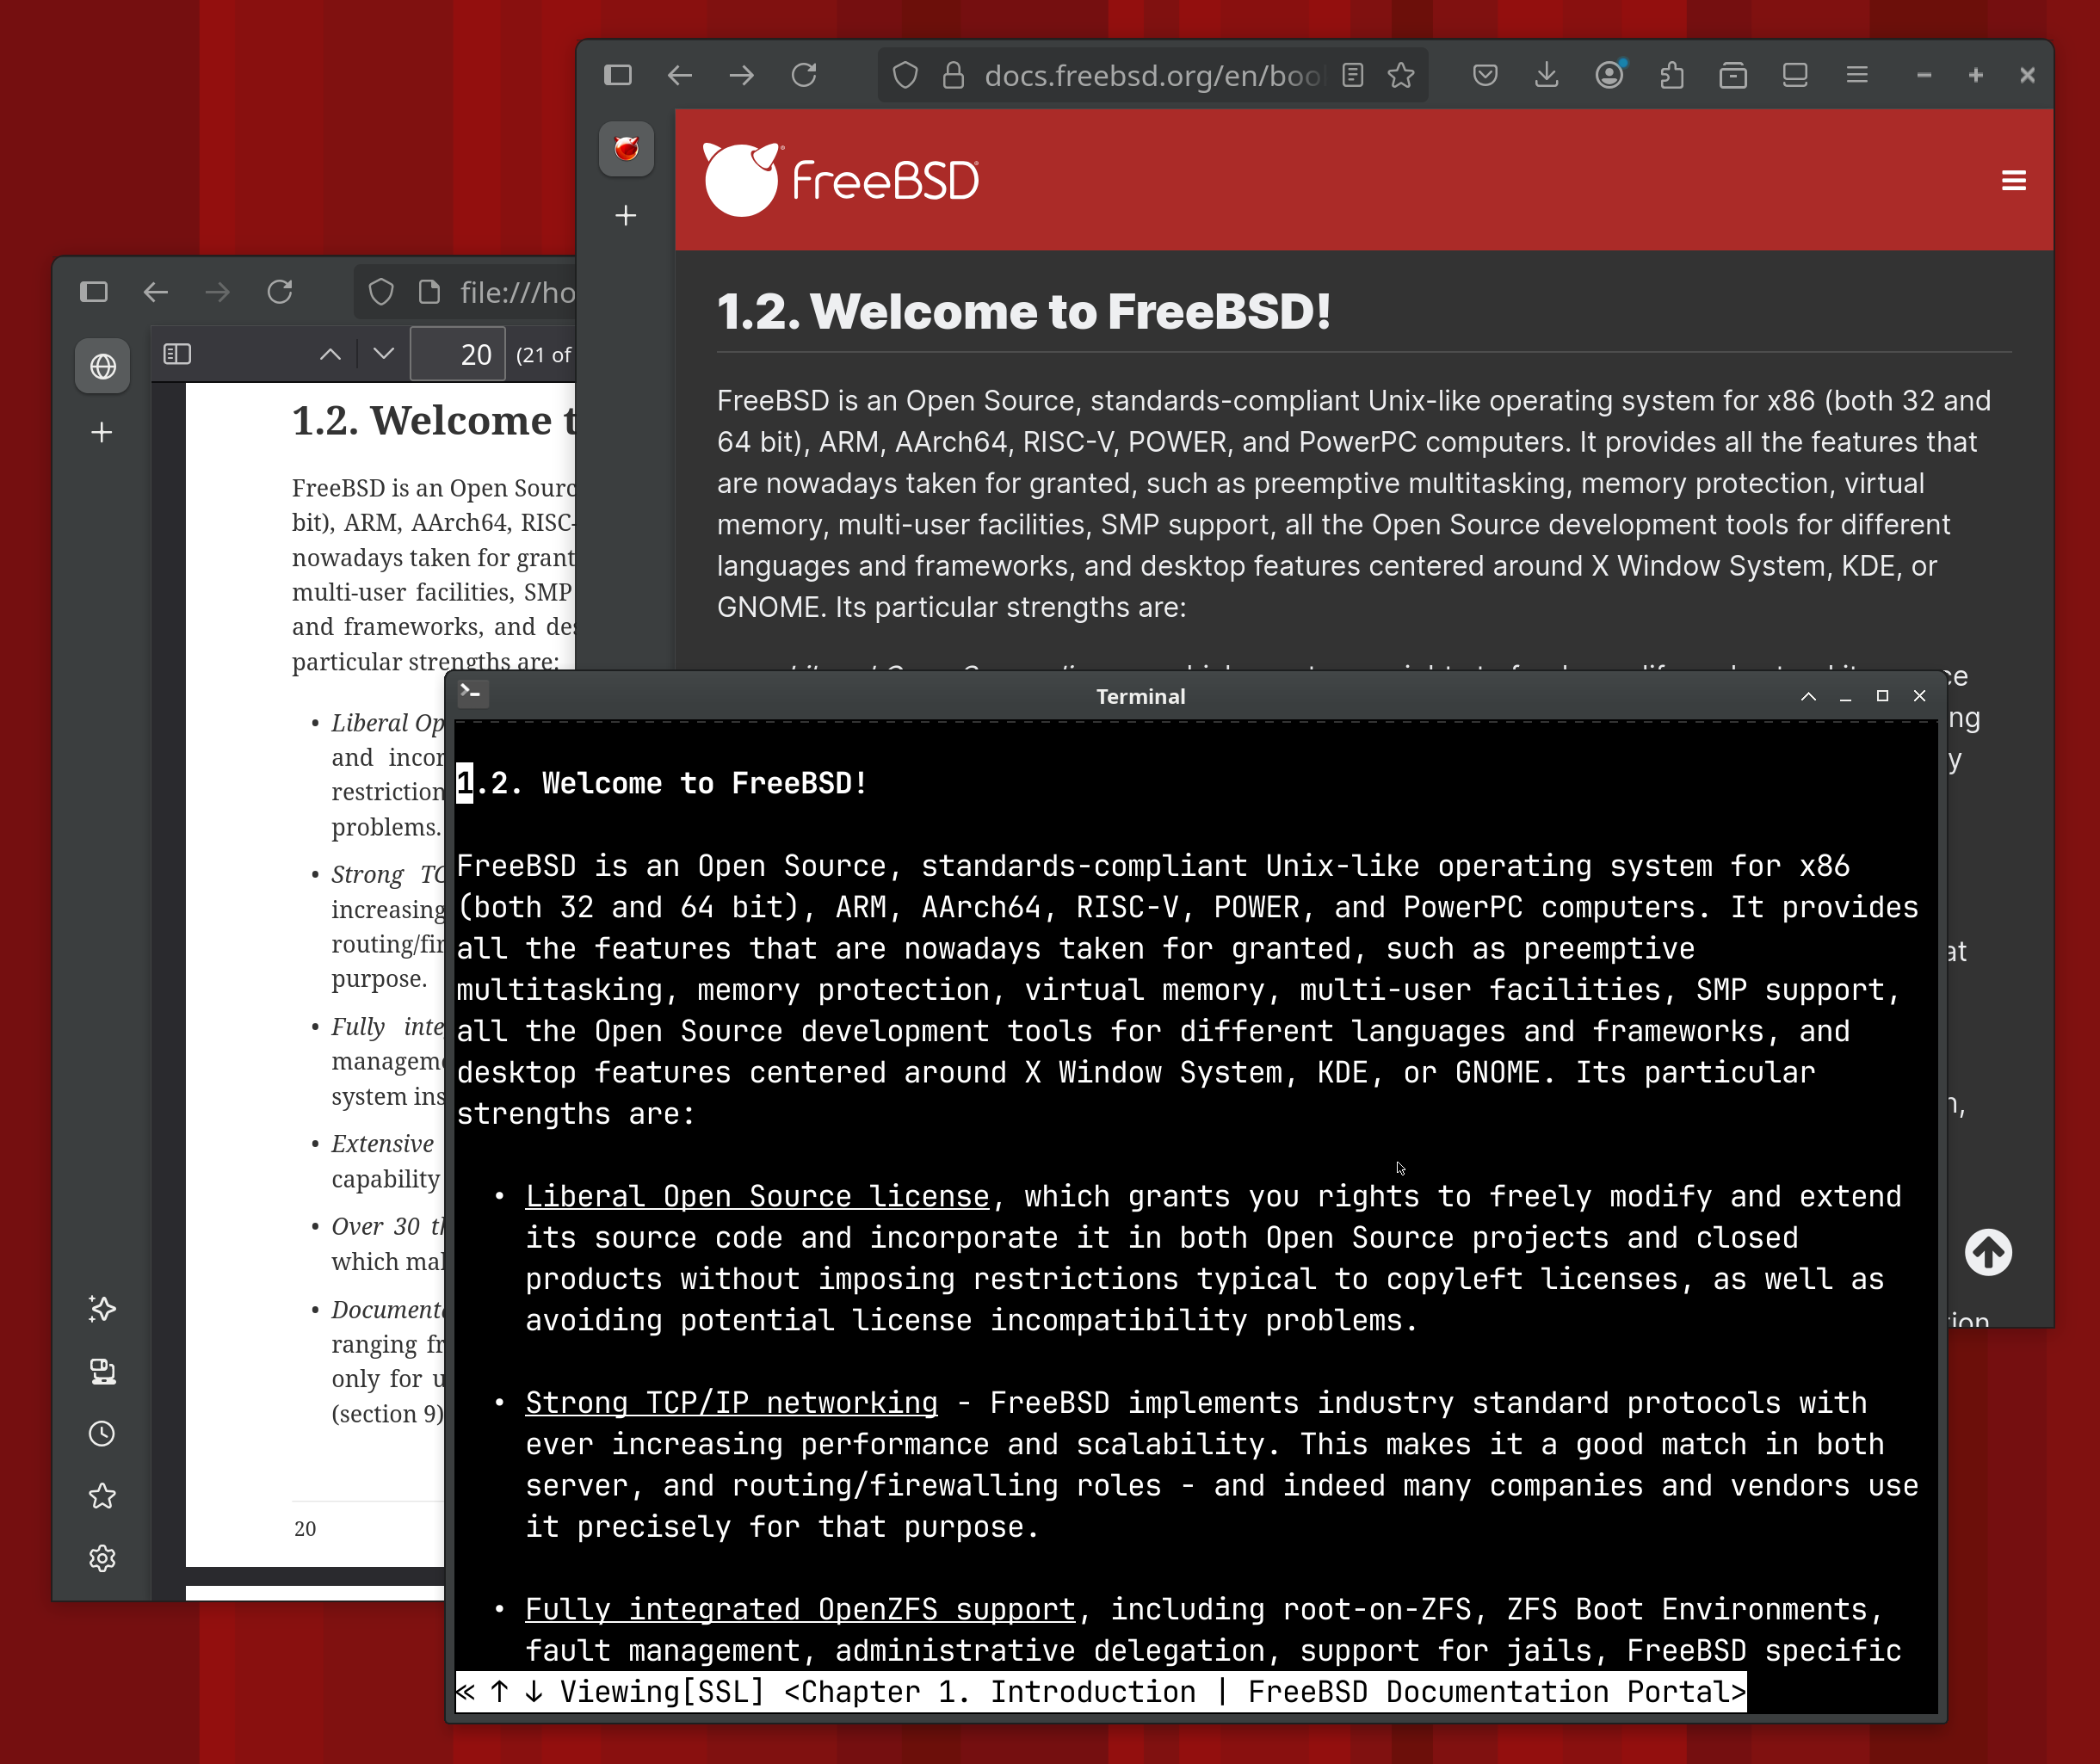 docs.freebsd.org/en/boo
FreeBSD
1.2. Welcome to FreeBSD!
FreeBSD is an Open Source, standards-compliant Unix-like operating system for x86 (both 32 and
64 bit), ARM, AArch64, RISC-V, POWER, and PowerPC computers. It provides all the features that
are nowadays taken for granted, such as preemptive multitasking, memory protection, virtual
memory, multi-user facilities, SMP support, all the Open Source development tools for different
languages and frameworks, and desktop features centered around X Window System, KDE, or
GNOME. Its particular strengths are:
file:///ho
20 (21 of
1.2. Welcome t
FreeBSD is an Open Sourc
bit), ARM, AArch64, RISC-
nowadays taken for grant
multi-user facilities, SMP
and frameworks, and des
particular strengths are:
• Liberal Op
and incor
restriction
problems.
• Strong TC
increasing
routing/fir
purpose.
• Fully inte
manageme
system ins
• Extensive
capability
• Over 30 th
which mal
• Documenta
ranging fr
only for u
(section 9)
20
Terminal
1.2. Welcome to FreeBSD!
FreeBSD is an Open Source, standards-compliant Unix-like operating system for x86
(both 32 and 64 bit), ARM, AArch64, RISC-V, POWER, and PowerPC computers. It provides
all the features that are nowadays taken for granted, such as preemptive
multitasking, memory protection, virtual memory, multi-user facilities, SMP support,
all the Open Source development tools for different languages and frameworks, and
desktop features centered around X Window System, KDE, or GNOME. Its particular
strengths are:
• Liberal Open Source license, which grants you rights to freely modify and extend
its source code and incorporate it in both Open Source projects and closed
products without imposing restrictions typical to copyleft licenses, as well as
avoiding potential license incompatibility problems.
• Strong TCP/IP networking - FreeBSD implements industry standard protocols with
ever increasing performance and scalability. This makes it a good match in both
server, and routing/firewalling roles - and indeed many companies and vendors use
it precisely for that purpose.
• Fully integrated OpenZFS support, including root-on-ZFS, ZFS Boot Environments,
fault management, administrative delegation, support for jails, FreeBSD specific
« ↑ ↓ Viewing[SSL] <Chapter 1. Introduction | FreeBSD Documentation Portal>